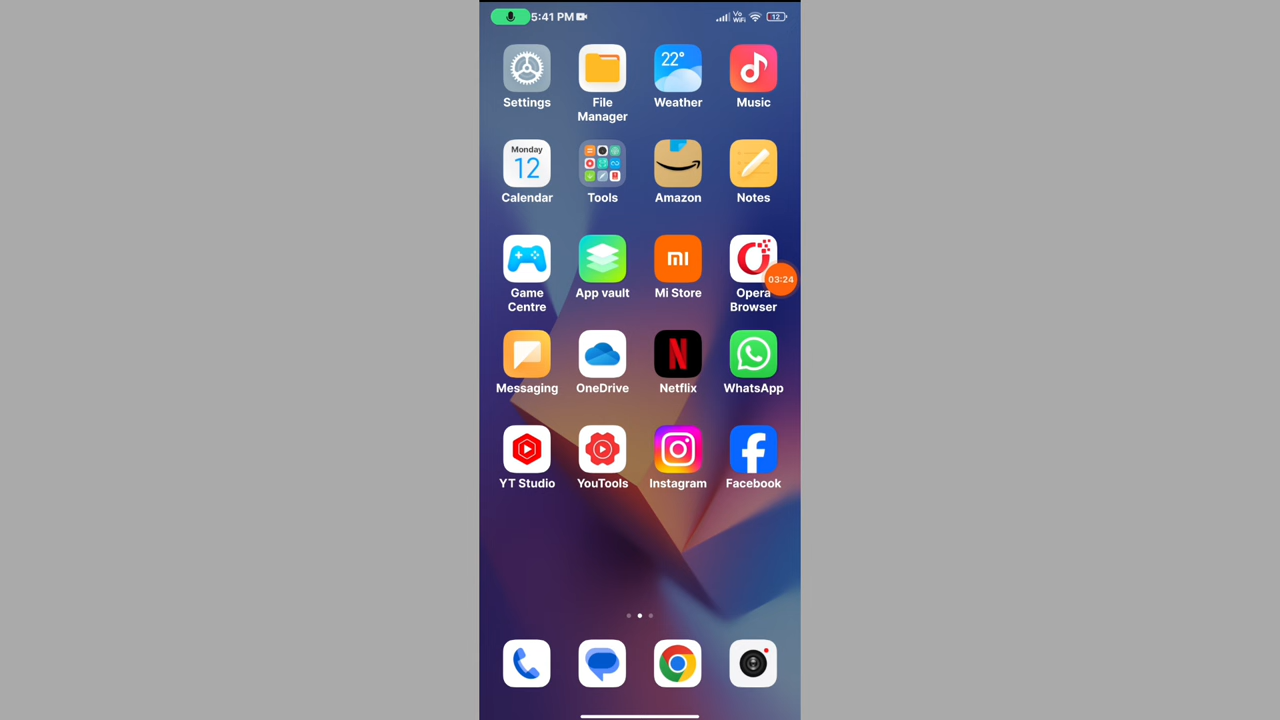 5:41 PM
Vo
WiFi
12
22°
Settings
File
Manager
Weather
Music
Monday
12
Calendar
Tools
Amazon
Notes
mi
03:24
Game
Centre
App vault
Mi Store
Opera
Browser
N
Messaging
OneDrive
Netflix
WhatsApp
YT Studio
YouTools
Instagram
Facebook